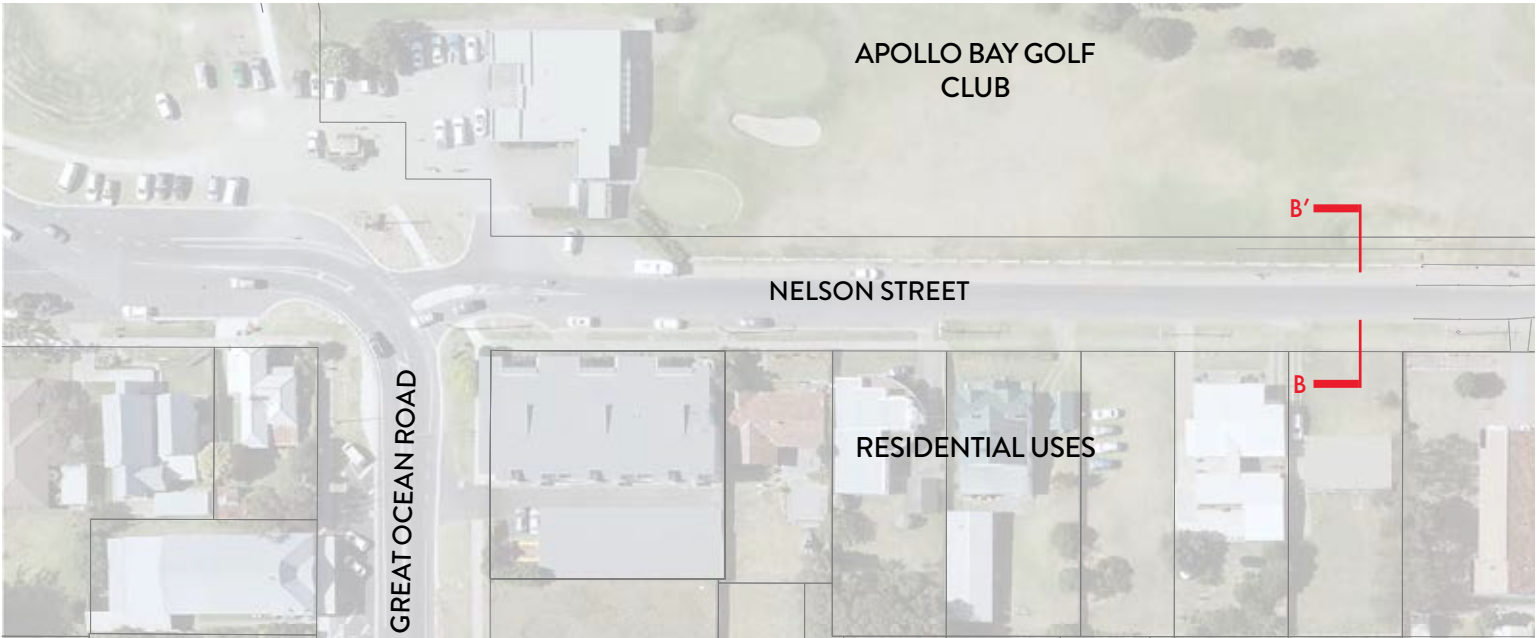 APOLLO BAY GOLF
CLUB
B’
NELSON STREET
B
GREAT OCEAN ROAD
RESIDENTIAL USES